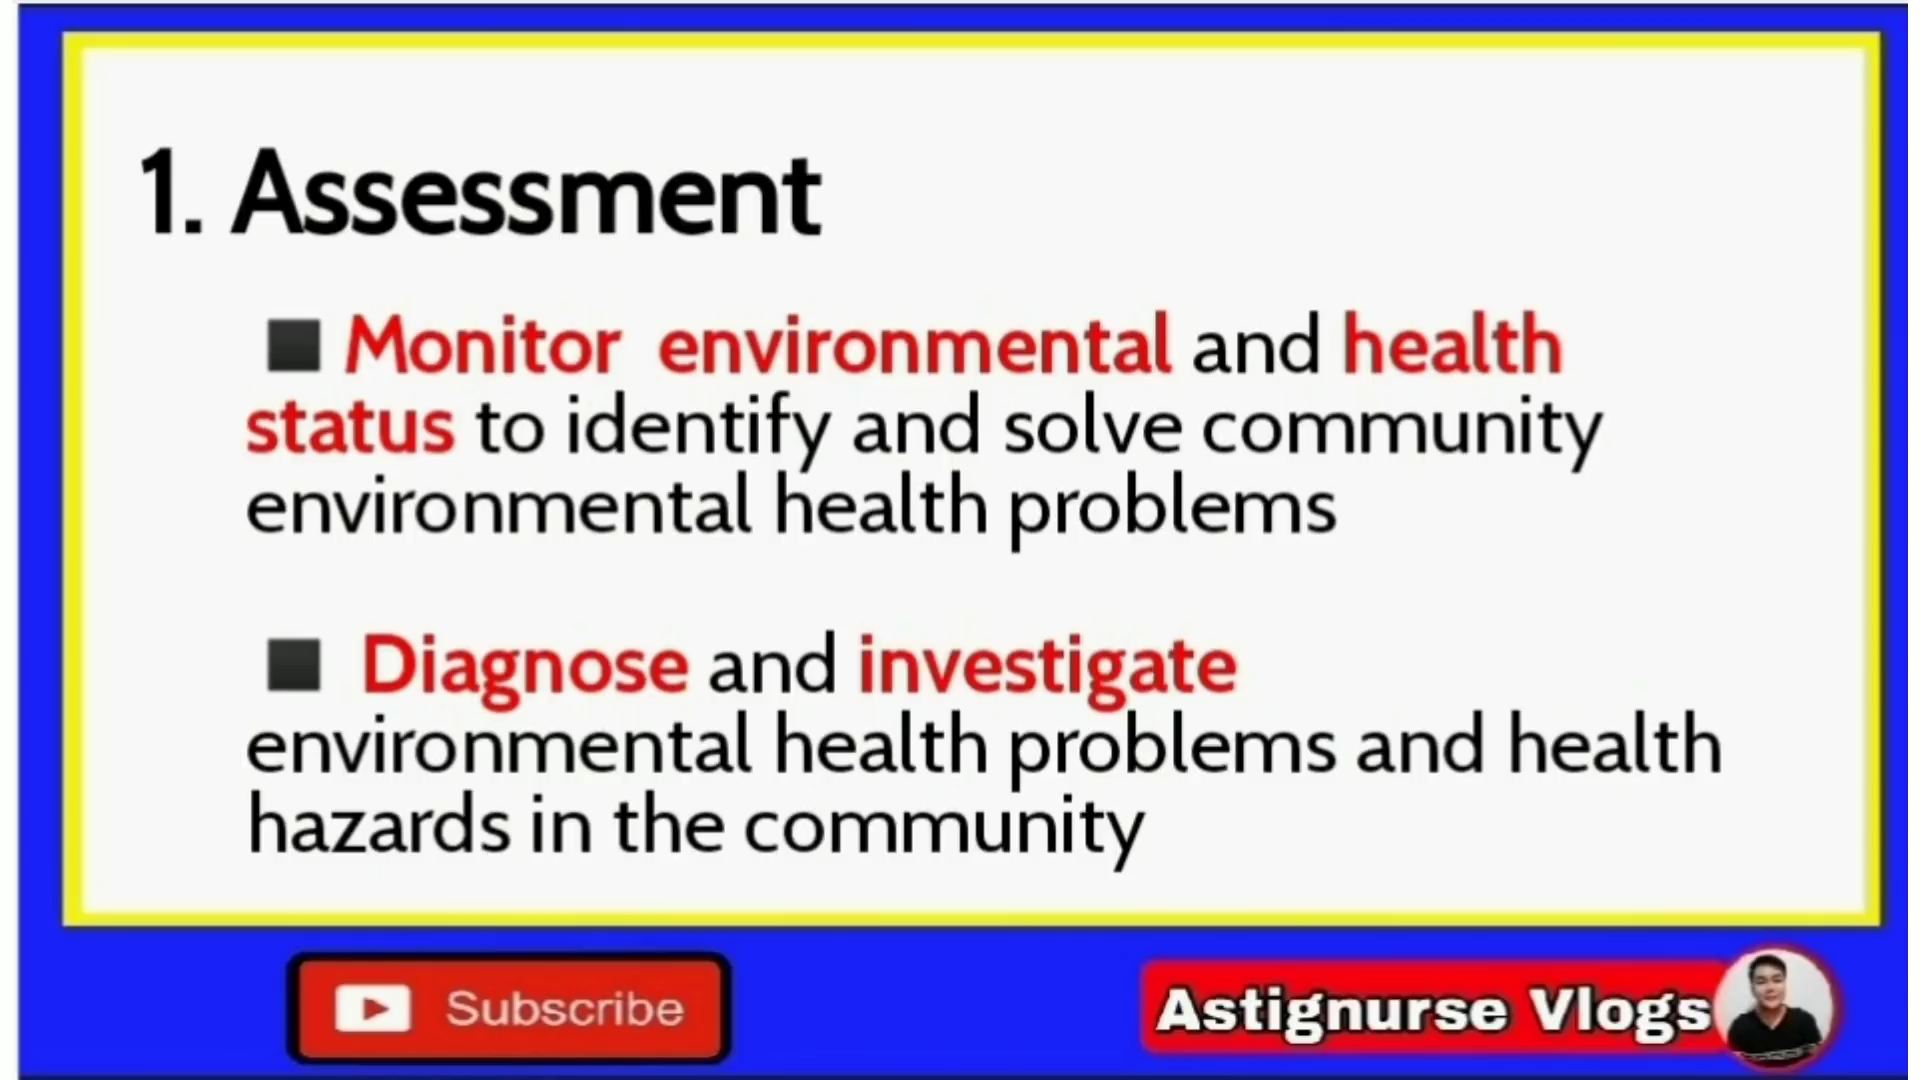 1. Assessment
◼ Monitor environmental and health
status to identify and solve community
environmental health problems
◼ Diagnose and investigate
environmental health problems and health
hazards in the community
Subscribe
Astignurse Vlogs